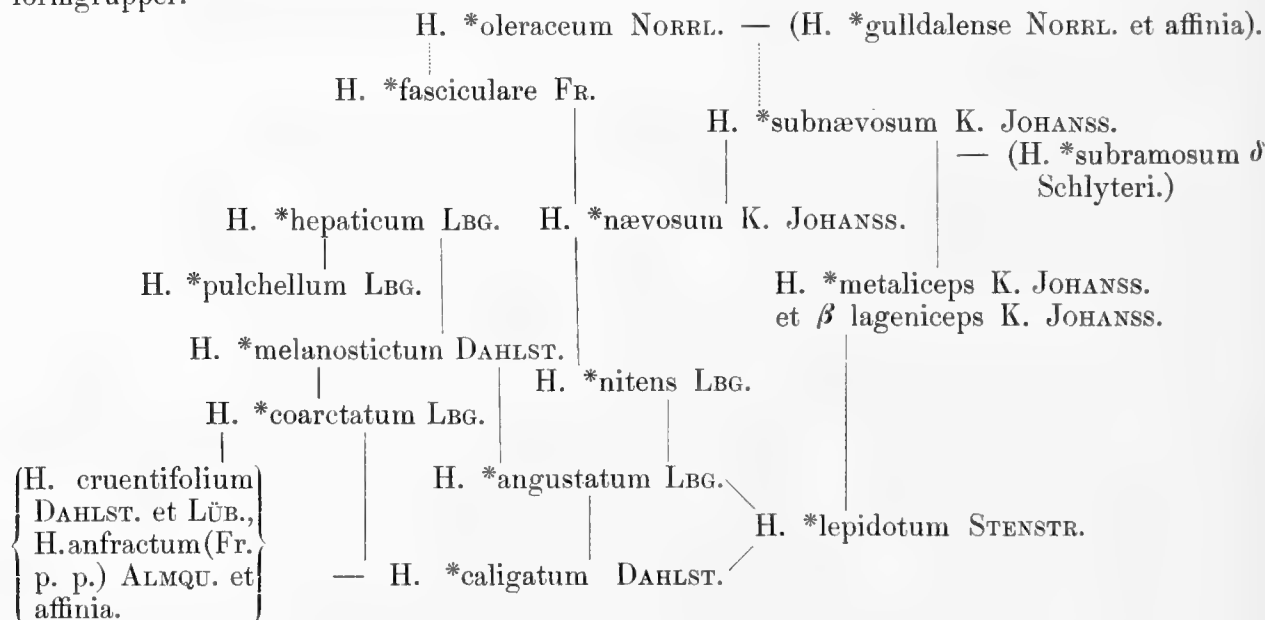 formgrupper.
H. *oleraceum NORRL. — (H. *gulldalense NORRL. et affinia).
H. *fasciculare FR.
H. *subnævosum K. JOHANSS.
— (H. *subramosum δ
Schlyteri.)
H. *hepaticum LBG. H. *nævosum K. JOHANSS.
H. *pulchellum LBG.
H. *metaliceps K. JOHANSS.
et β lageniceps K. JOHANSS.
H. *melanostictum DAHLST.
H. *nitens LBG.
H. *coarctatum LBG.
H. cruentifolium
DAHLST. et LÜB.,
H. anfractum (Fr.
p. p.) ALMQU. et
affinia.
H. *angustatum LBG.
H. *lepidotum STENSTR.
— H. *caligatum DAHLST.